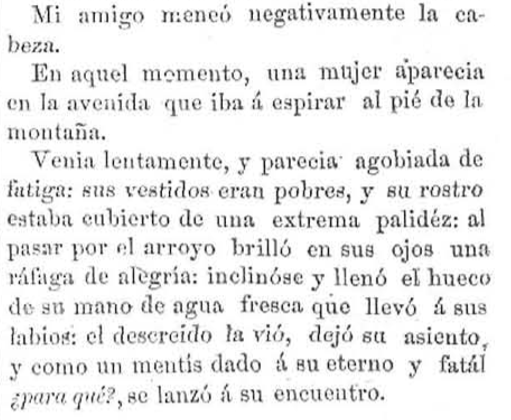 Mi amigo meneó negativamente la ca-
beza.
En aquel momento, una mujer aparecia
en la avenida que iba á espirar al pié de la
montaña.
Venia lentamente, y parecia agobiada de
fatiga: sus vestidos eran pobres, y su rostro
estaba cubierto de una extrema palidéz: al
pasar por el arroyo brilló en sus ojos una
ráfaga de alegría: inclinóse y llenó el hueco
de su mano de agua fresca que llevó á sus
labios: el descreido la vió, dejó su asiento,
y como un mentís dado á su eterno y fatál
¿para qué?, se lanzó á su encuentro.